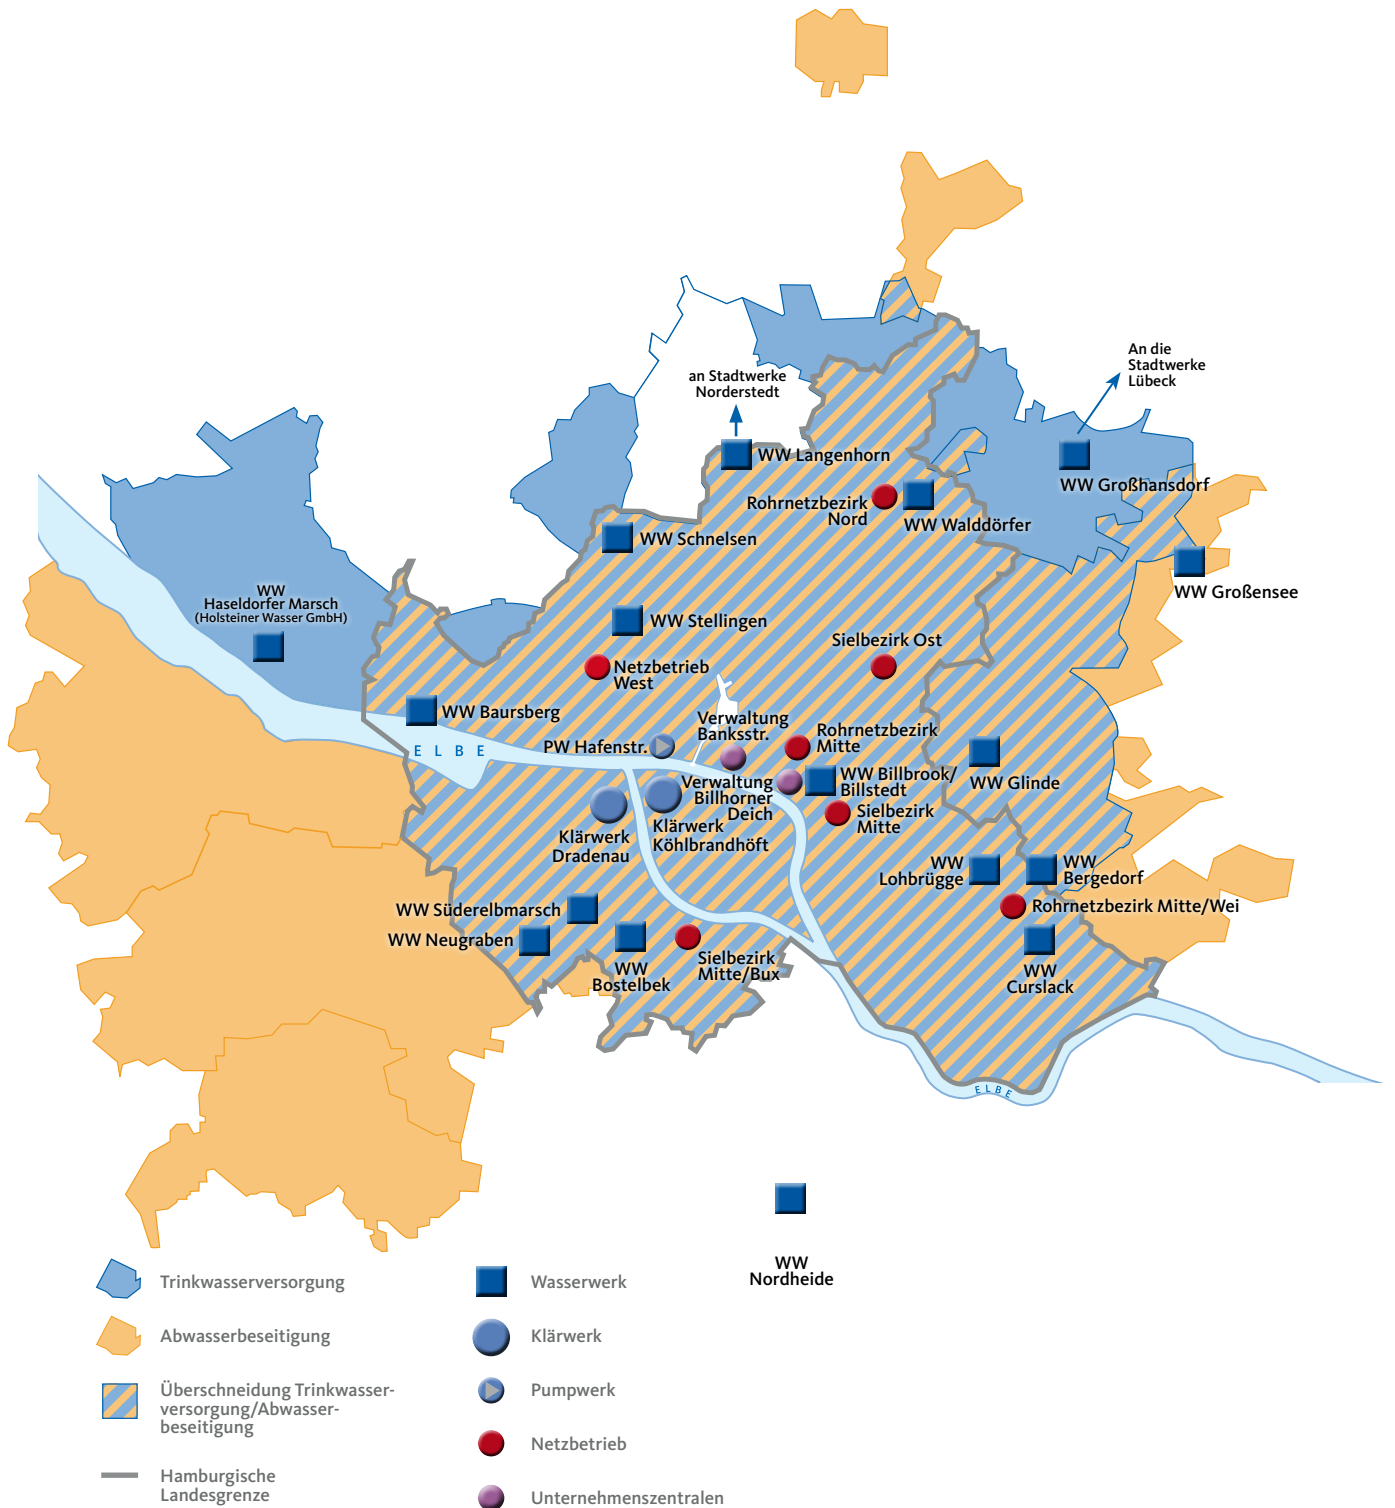 An die
Stadtwerke
Lübeck
an Stadtwerke
Norderstedt
WW Langenhorn
WW Großhansdorf
Rohrnetzbezirk
Nord
WW Walddörfer
WW Schnelsen
WW Großensee
WW
Haseldorfer Marsch
(Holsteiner Wasser GmbH)
WW Stellingen
Sielbezirk Ost
Netzbetrieb
West
WW Baursberg
Verwaltung
Banksstr.
Rohrnetzbezirk
Mitte
ELBE
PW Hafenstr.
Verwaltung
Billhorner
Deich
WW Billbrook/
Billstedt
WW Glinde
Sielbezirk
Mitte
Klärwerk
Köhlbrandhöft
Klärwerk
Dradenau
WW
Lohbrügge
WW
Bergedorf
Rohrnetzbezirk Mitte/Wei
WW Süderelbmarsch
WW Neugraben
WW
Bostelbek
Sielbezirk
Mitte/Bux
WW
Curslack
ELBE
WW
Nordheide
Trinkwasserversorgung
Abwasserbeseitigung
Überschneidung Trinkwasser-
versorgung/Abwasser-
beseitigung
Hamburgische
Landesgrenze
Wasserwerk
Klärwerk
Pumpwerk
Netzbetrieb
Unternehmenszentralen